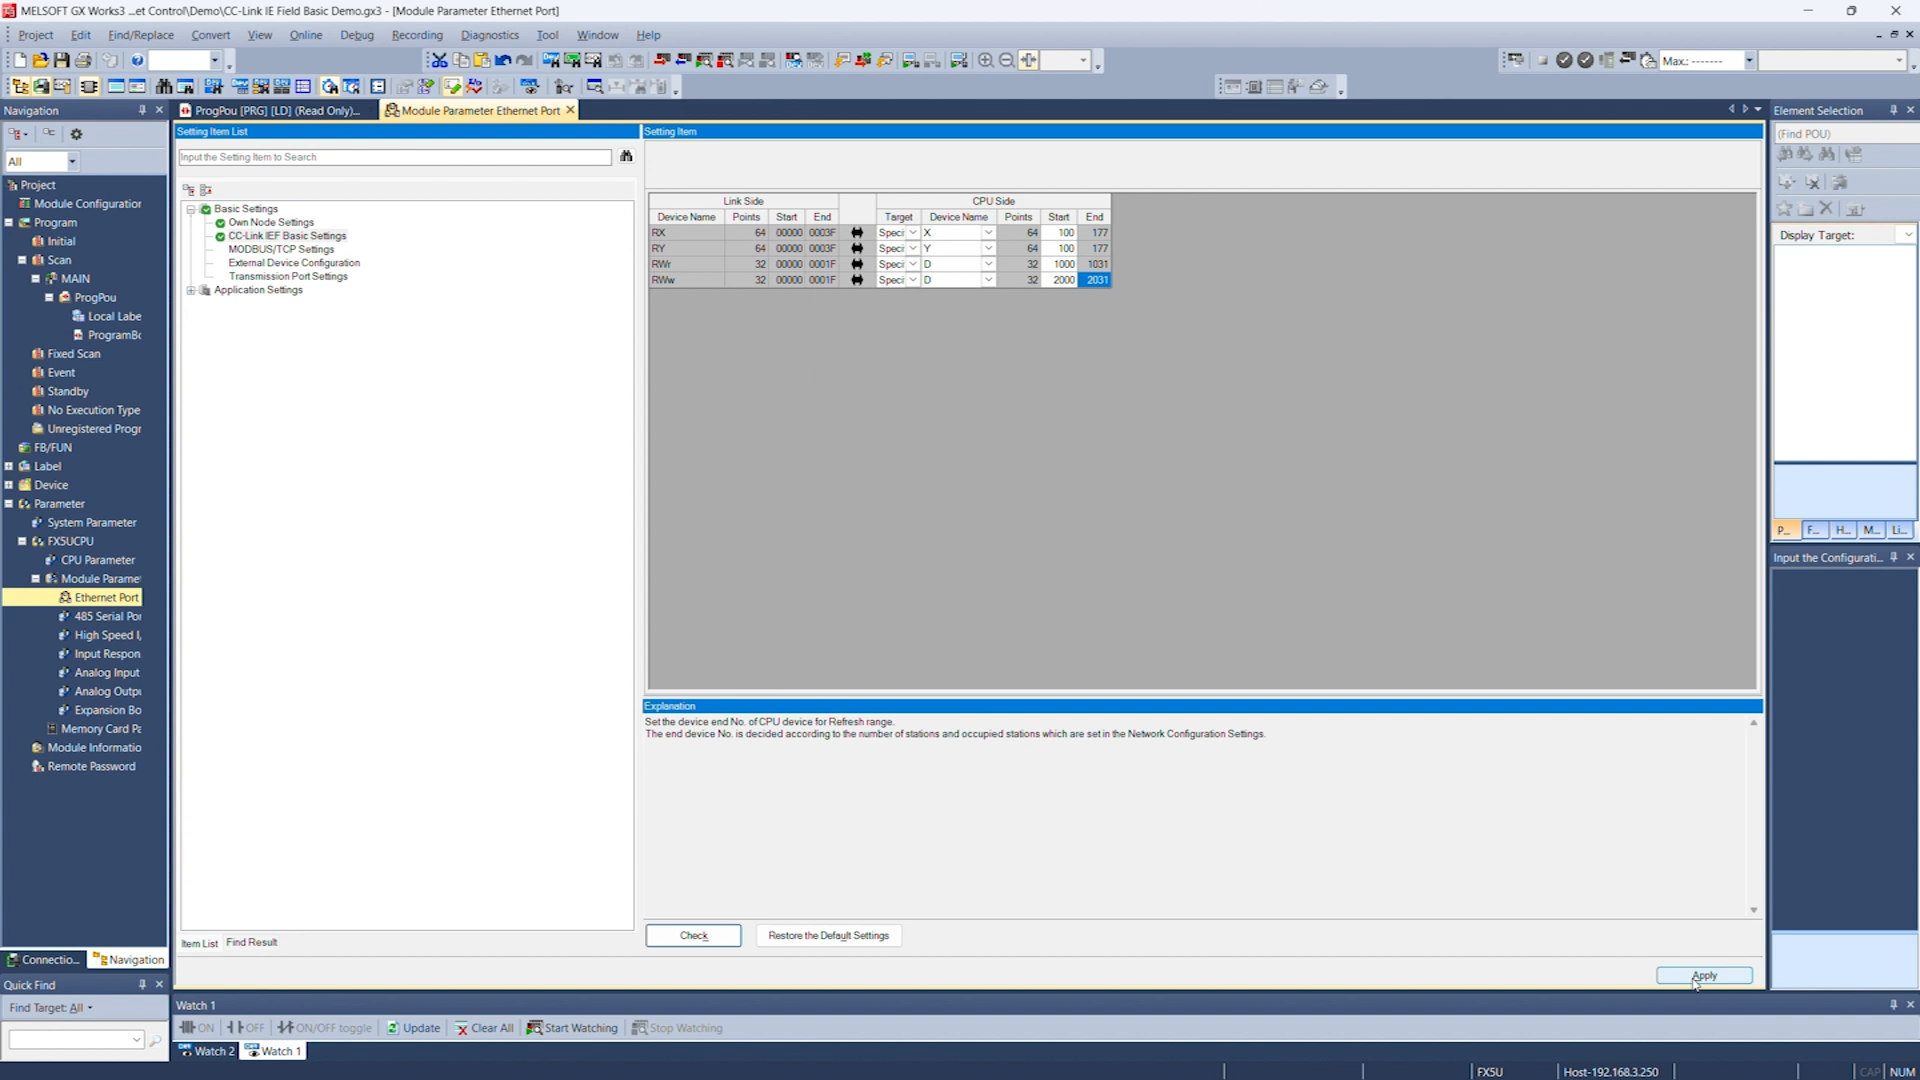 MELSOFT GX Works3 ...et Control\Demo\CC-Link IE Field Basic Demo.gx3 - [Module Parameter Ethernet Port]
Project Edit Find/Replace Convert View Online Debug Recording Diagnostics Tool Window Help
Max.: -------
Navigation
All
Project
Module Configuration
Program
Initial
Scan
MAIN
ProgPou
Local Labe
ProgramBo
Fixed Scan
Event
Standby
No Execution Type
Unregistered Progr
FB/FUN
Label
Device
Parameter
System Parameter
FX5UCPU
CPU Parameter
Module Parame
Ethernet Port
485 Serial Por
High Speed I,
Input Respon
Analog Input
Analog Outpu
Expansion Bo
Memory Card Pa
Module Informatio
Remote Password
Connectio... Navigation
Quick Find
Find Target: All
ProgPou [PRG] [LD] (Read Only)... Module Parameter Ethernet Port
Setting Item List
Input the Setting Item to Search
Basic Settings
Own Node Settings
CC-Link IEF Basic Settings
MODBUS/TCP Settings
External Device Configuration
Transmission Port Settings
Application Settings
Item List Find Result
Setting Item
Link Side CPU Side
Device Name Points Start End Target Device Name Points Start End
RX 64 00000 0003F Speci X 64 100 177
RY 64 00000 0003F Speci Y 64 100 177
RWr 32 00000 0001F Speci D 32 1000 1031
RWw 32 00000 0001F Speci D 32 2000 2031
Explanation
Set the device end No. of CPU device for Refresh range.
The end device No. is decided according to the number of stations and occupied stations which are set in the Network Configuration Settings.
Check Restore the Default Settings
Apply
Element Selection
(Find POU)
Display Target:
P... F... H... M... Li...
Input the Configurati...
Watch 1
ON OFF ON/OFF toggle Update Clear All Start Watching Stop Watching
Watch 2 Watch 1
FX5U Host-192.168.3.250 CAP NUM